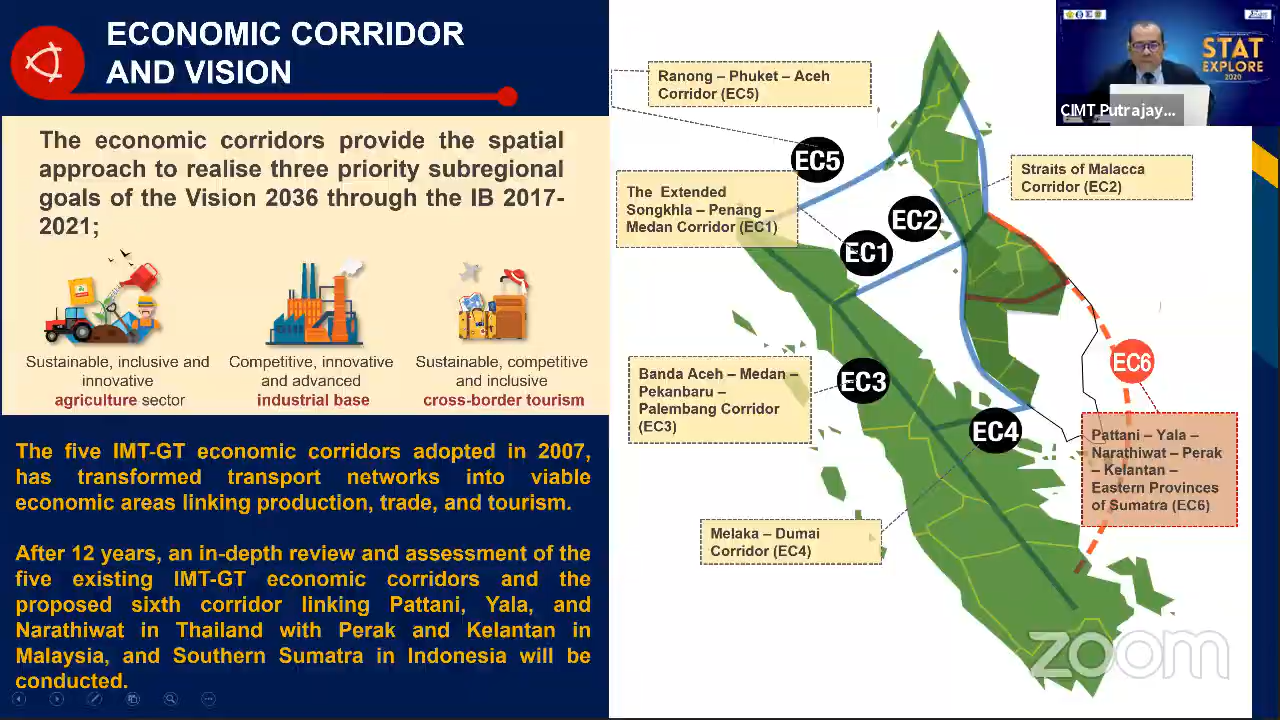 ECONOMIC CORRIDOR
AND VISION
The economic corridors provide the spatial
approach to realise three priority subregional
goals of the Vision 2036 through the IB 2017-
2021;
Sustainable, inclusive and
innovative
agriculture sector
Competitive, innovative
and advanced
industrial base
Sustainable, competitive
and inclusive
cross-border tourism
The five IMT-GT economic corridors adopted in 2007,
has transformed transport networks into viable
economic areas linking production, trade, and tourism.
After 12 years, an in-depth review and assessment of the
five existing IMT-GT economic corridors and the
proposed sixth corridor linking Pattani, Yala, and
Narathiwat in Thailand with Perak and Kelantan in
Malaysia, and Southern Sumatra in Indonesia will be
conducted.
Ranong – Phuket – Aceh
Corridor (EC5)
EC5
The Extended
Songkhla – Penang –
Medan Corridor (EC1)
EC1
EC2
Straits of Malacca
Corridor (EC2)
Banda Aceh – Medan –
Pekanbaru –
Palembang Corridor
(EC3)
EC3
EC4
Melaka – Dumai
Corridor (EC4)
EC6
Pattani – Yala –
Narathiwat – Perak
– Kelantan –
Eastern Provinces
of Sumatra (EC6)
STAT
EXPLORE
2020
CIMT Putrajay...
zoom